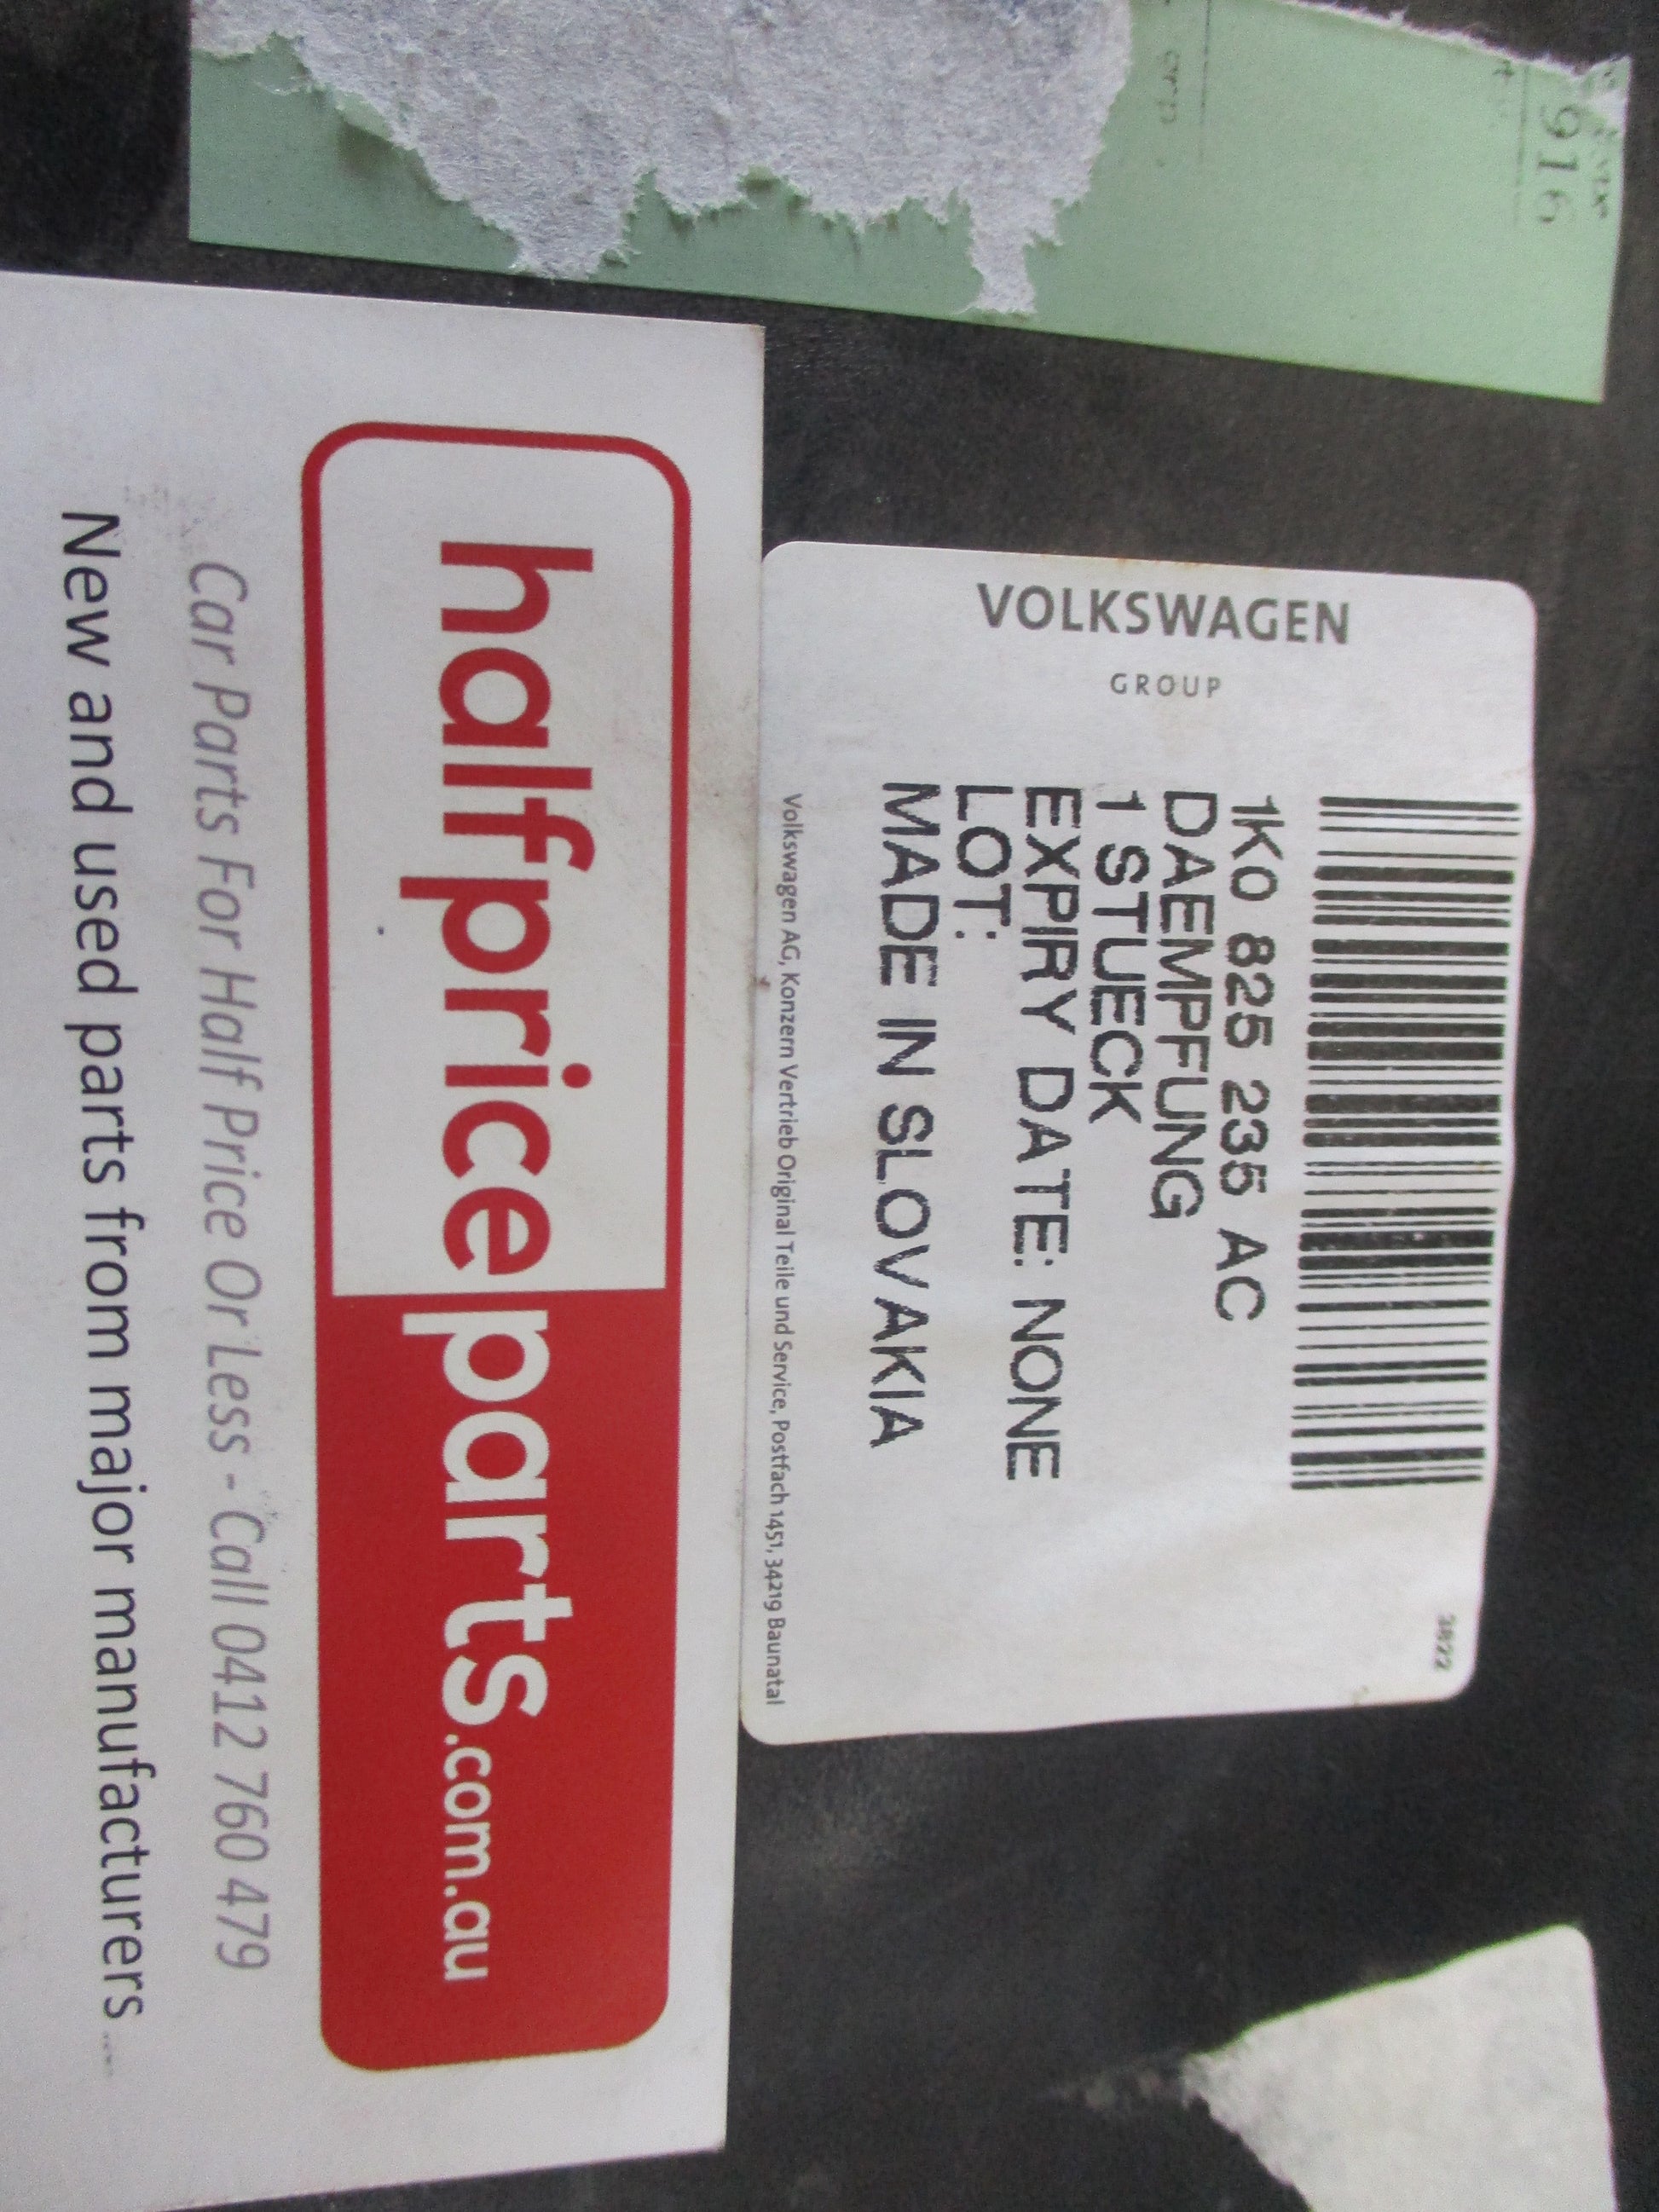 916
VOLKSWAGEN
GROUP
1K0 825 235 AC
DAEMPFUNG
1 STUECK
EXPIRY DATE: NONE
LOT:
MADE IN SLOVAKIA
Volkswagen AG, Konzern Vertrieb Original Teile und Service, Postfach 1451, 34219 Baunatal
halfpriceparts.com.au
Car Parts For Half Price Or Less - Call 0412 760 479
New and used parts from major manufacturers